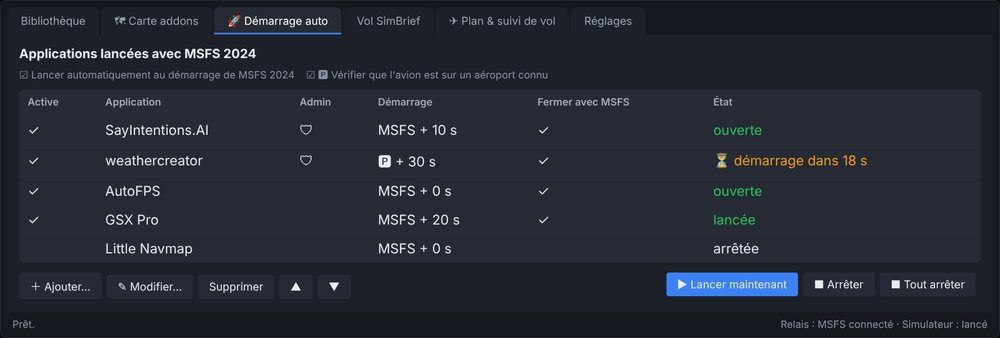 Bibliothèque 🗺 Carte addons 🚀 Démarrage auto Vol SimBrief ✈ Plan & suivi de vol Réglages
Applications lancées avec MSFS 2024
☑ Lancer automatiquement au démarrage de MSFS 2024 ☑ 🅿 Vérifier que l'avion est sur un aéroport connu
Active Application Admin Démarrage Fermer avec MSFS État
✓ SayIntentions.AI 🛡 MSFS + 10 s ✓ ouverte
✓ weathercreator 🛡 🅿 + 30 s ✓ ⏳ démarrage dans 18 s
✓ AutoFPS MSFS + 0 s ✓ ouverte
✓ GSX Pro MSFS + 20 s ✓ lancée
Little Navmap MSFS + 0 s arrêtée
＋ Ajouter... ✎ Modifier... Supprimer ▲ ▼ ▶ Lancer maintenant ■ Arrêter ■ Tout arrêter
Prêt. Relais : MSFS connecté · Simulateur : lancé